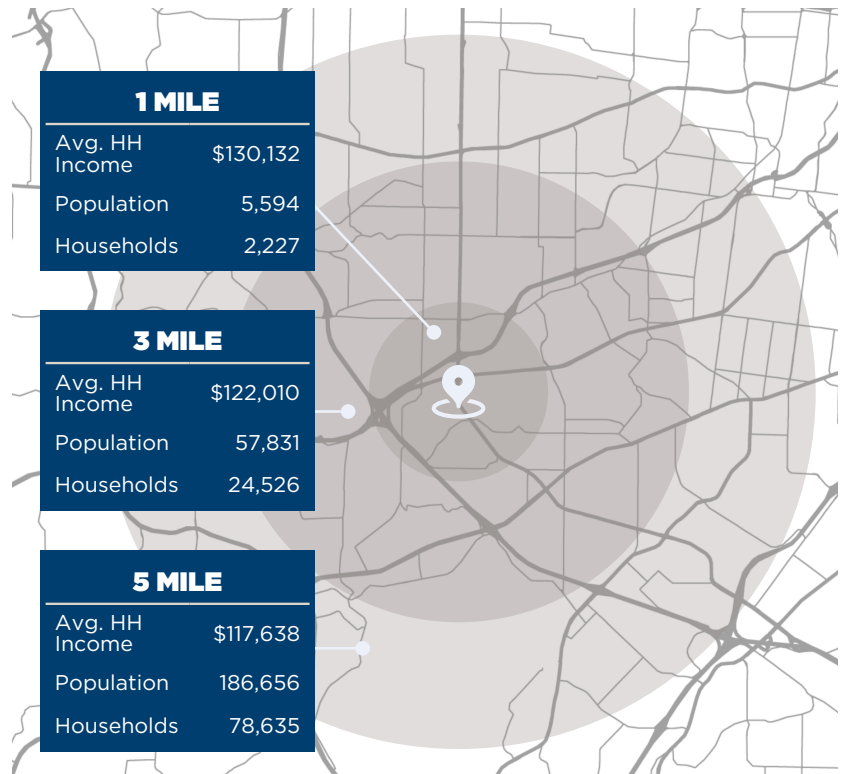 1 MILE
Avg. HH
Income $130,132
Population 5,594
Households 2,227
3 MILE
Avg. HH
Income $122,010
Population 57,831
Households 24,526
5 MILE
Avg. HH
Income $117,638
Population 186,656
Households 78,635